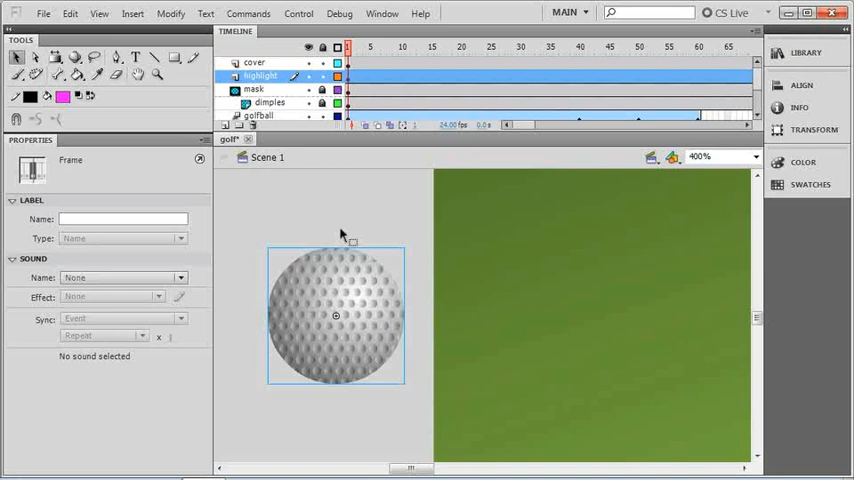 Fl File Edit View Insert Modify Text Commands Control Debug Window Help MAIN CS Live
TOOLS
TIMELINE
1 5 10 15 20 25 30 35 40 45 50 55 60 65
cover
highlight
mask
dimples
golfball
1 24.00 fps 0.0 s
LIBRARY
ALIGN
INFO
TRANSFORM
COLOR
SWATCHES
golf*
Scene 1 400%
PROPERTIES
Frame
LABEL
Name:
Type: Name
SOUND
Name: None
Effect: None
Sync: Event
Repeat x 1
No sound selected